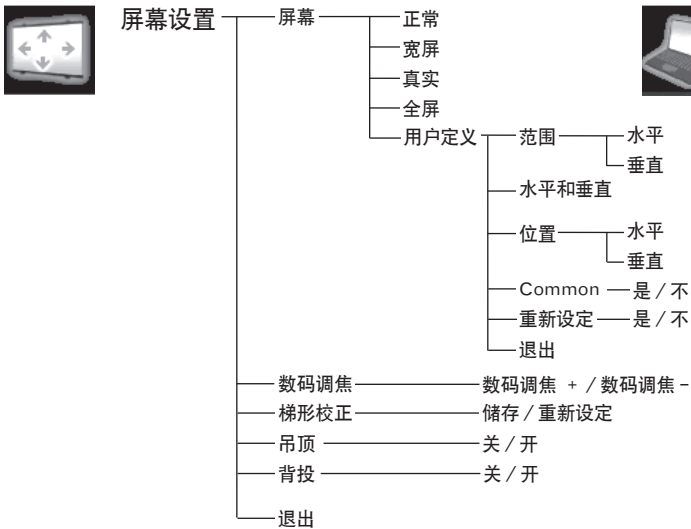 屏幕设置
屏幕
正常
宽屏
真实
全屏
用户定义
范围
水平
垂直
水平和垂直
位置
水平
垂直
Common
是 / 不
重新设定
是 / 不
退出
数码调焦
数码调焦 + / 数码调焦 -
梯形校正
储存 / 重新设定
吊顶
关 / 开
背投
关 / 开
退出